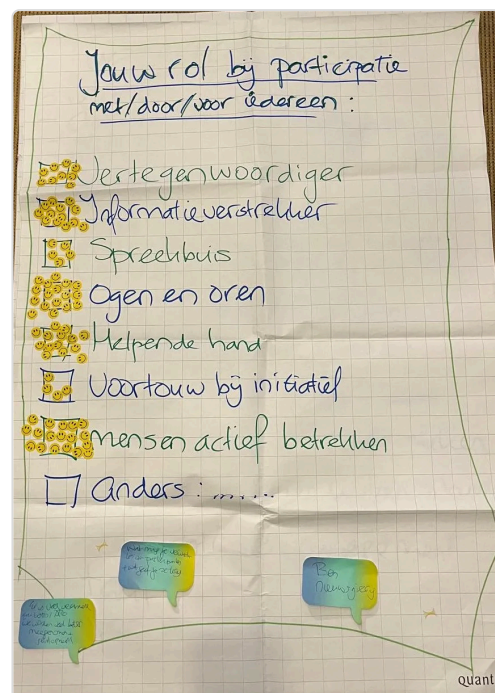 Jouw rol bij participatie
met/door/voor iedereen :
Vertegenwoordiger
Informatieverstrekker
Spreekbuis
Ogen en oren
Helpende hand
Voortouw bij initiatief
mensen actief betrekken
Anders : .......
Ben
nieuwsgierig
quant